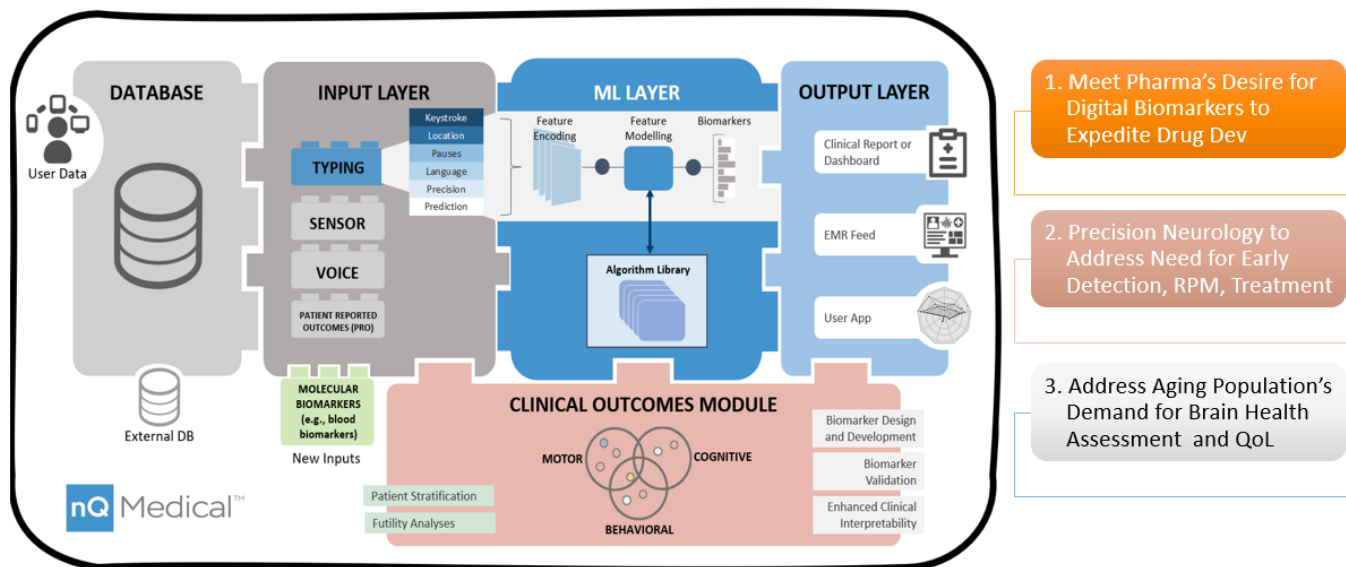 DATABASE
User Data
External DB
INPUT LAYER
TYPING
Keystroke
Location
Pauses
Language
Precision
Prediction
SENSOR
VOICE
PATIENT REPORTED
OUTCOMES (PRO)
MOLECULAR
BIOMARKERS
(e.g., blood
biomarkers)
New Inputs
ML LAYER
Feature
Encoding
Feature
Modelling
Biomarkers
Algorithm Library
OUTPUT LAYER
Clinical Report or
Dashboard
EMR Feed
User App
CLINICAL OUTCOMES MODULE
MOTOR
COGNITIVE
BEHAVIORAL
Patient Stratification
Futility Analyses
Biomarker Design
and Development
Biomarker
Validation
Enhanced Clinical
Interpretability
nQ Medical™
1. Meet Pharma's Desire for
Digital Biomarkers to
Expedite Drug Dev
2. Precision Neurology to
Address Need for Early
Detection, RPM, Treatment
3. Address Aging Population's
Demand for Brain Health
Assessment and QoL